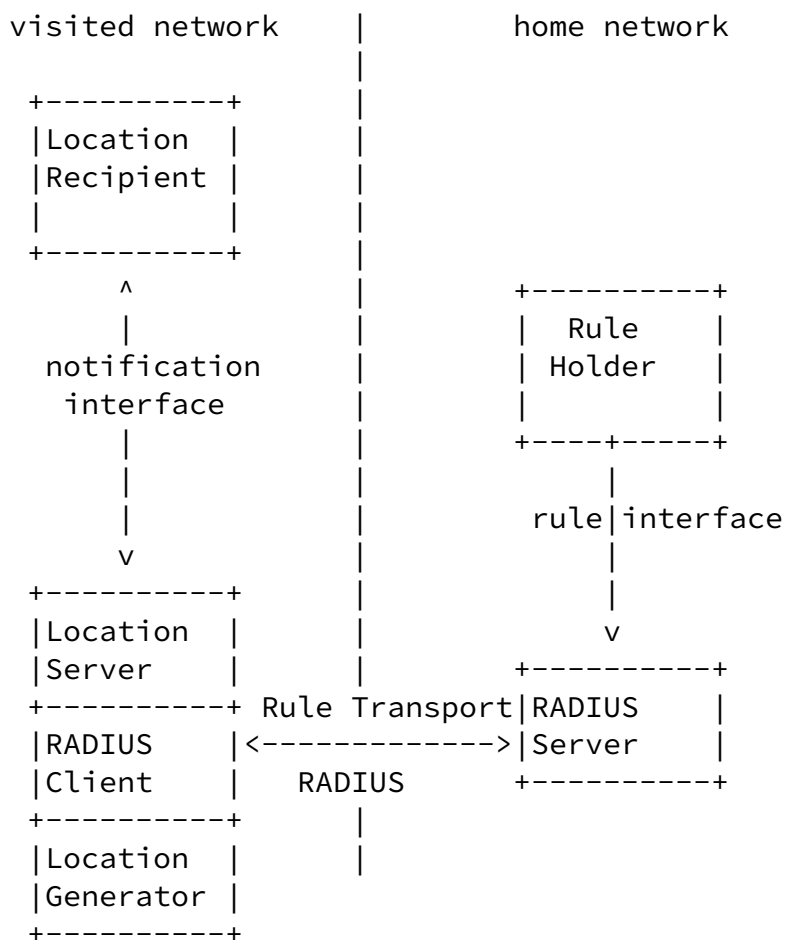 visited network | home network
|
+----------+ |
|Location | |
|Recipient | |
| | |
+----------+ |
^ | +----------+
| | | Rule |
notification | | Holder |
interface | | |
| | +----+-----+
| | |
| | rule|interface
v | |
+----------+ | |
|Location | | v
|Server | | +----------+
+----------+ Rule Transport|RADIUS |
|RADIUS |<------------->|Server |
|Client | RADIUS +----------+
+----------+ |
|Location | |
|Generator |
+----------+